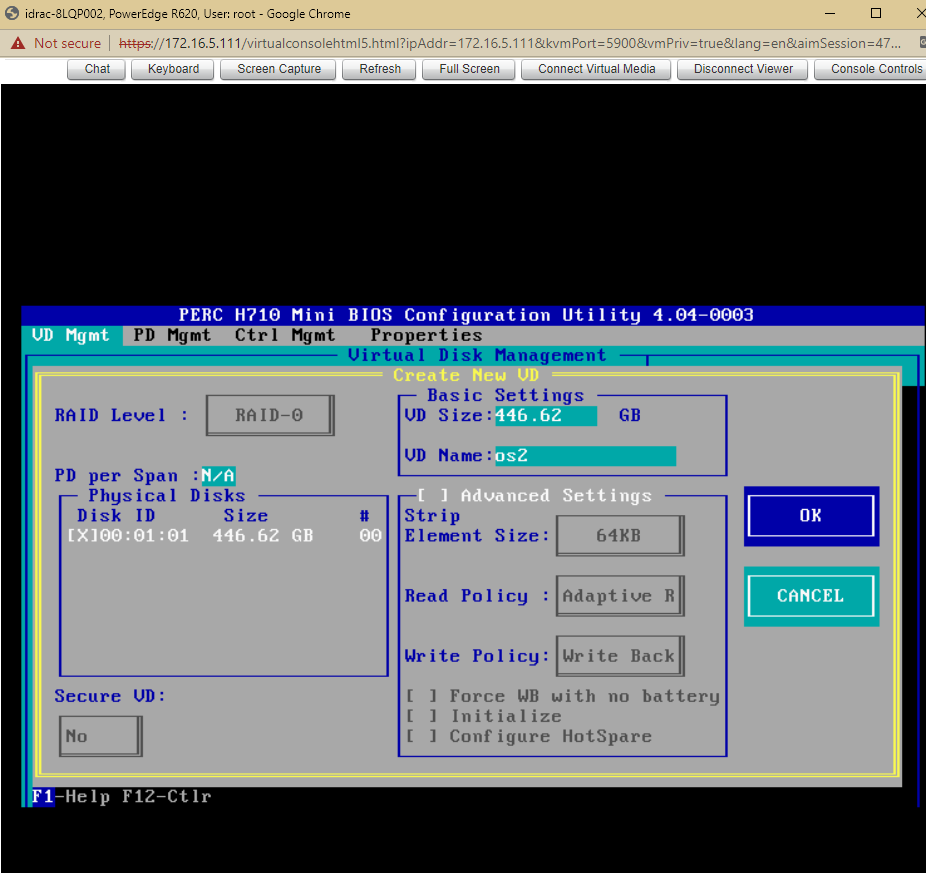 idrac-8LQP002, PowerEdge R620, User: root - Google Chrome
Not secure https://172.16.5.111/virtualconsolehtml5.html?ipAddr=172.16.5.111&kvmPort=5900&vmPriv=true&lang=en&aimSession=47...
Chat Keyboard Screen Capture Refresh Full Screen Connect Virtual Media Disconnect Viewer Console Controls
PERC H710 Mini BIOS Configuration Utility 4.04-0003
VD Mgmt PD Mgmt Ctrl Mgmt Properties
Virtual Disk Management
Create New VD
RAID Level : RAID-0
PD per Span :N/A
Physical Disks
Disk ID Size #
[X]00:01:01 446.62 GB 00
Secure VD:
No
Basic Settings
VD Size:446.62 GB
VD Name:os2
[ ] Advanced Settings
Strip
Element Size: 64KB
Read Policy : Adaptive R
Write Policy: Write Back
[ ] Force WB with no battery
[ ] Initialize
[ ] Configure HotSpare
OK
CANCEL
F1-Help F12-Ctlr